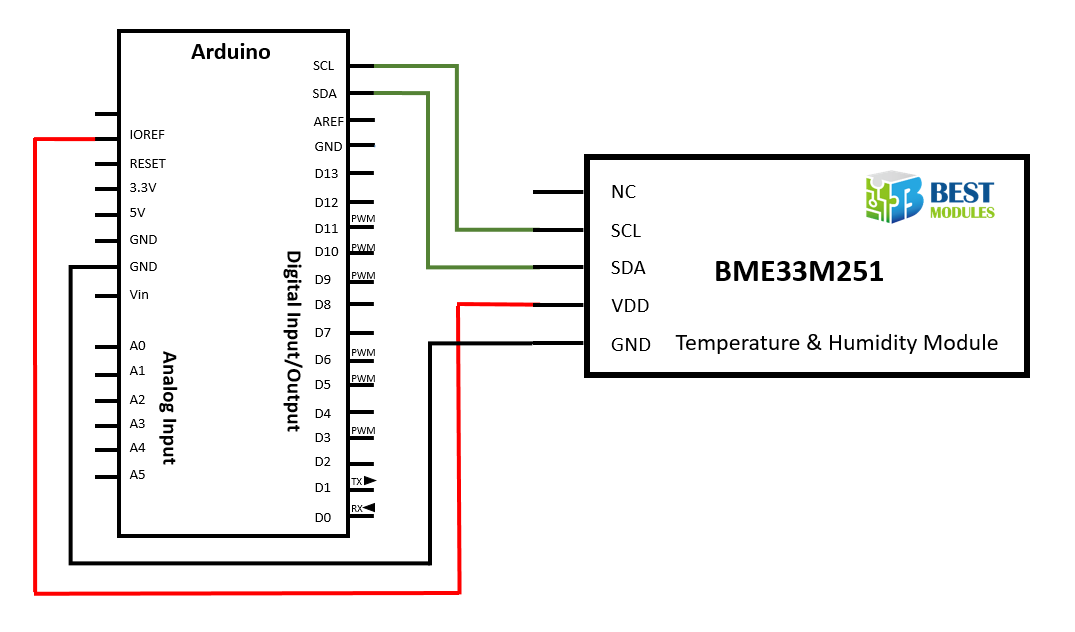 Arduino
SCL
SDA
AREF
GND
D13
D12
PWM
D11
PWM
D10
PWM
D9
D8
D7
PWM
D6
PWM
D5
D4
PWM
D3
D2
TX
D1
RX
D0
Digital Input/Output
IOREF
RESET
3.3V
5V
GND
GND
Vin
A0
A1
A2
A3
A4
A5
Analog Input
NC
SCL
SDA
VDD
GND
BEST
MODULES
BME33M251
Temperature & Humidity Module